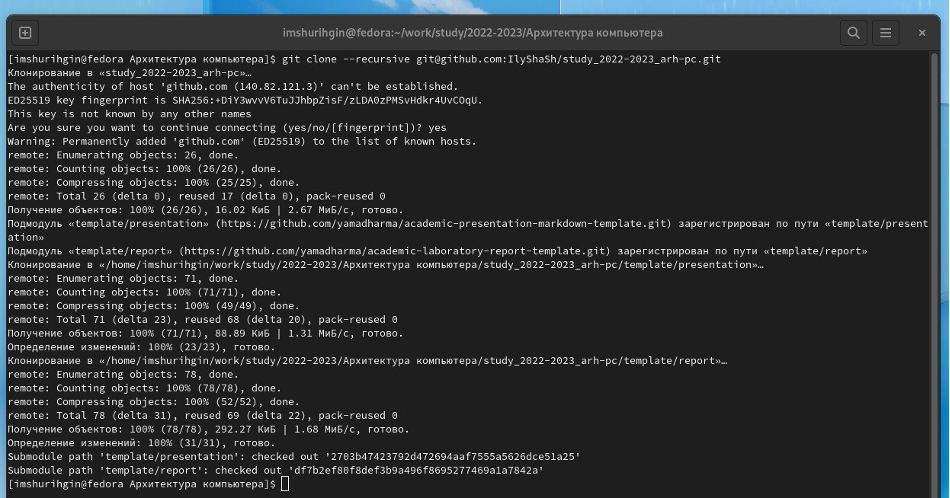 imshurihgin@fedora:~/work/study/2022-2023/Архитектура компьютера
[imshurihgin@fedora Архитектура компьютера]$ git clone --recursive git@github.com:IlyShaSh/study_2022-2023_arh-pc.git
Клонирование в «study_2022-2023_arh-pc»…
The authenticity of host 'github.com (140.82.121.3)' can't be established.
ED25519 key fingerprint is SHA256:+DiY3wvvV6TuJJhbpZisF/zLDA0zPMSvHdkr4UvCOqU.
This key is not known by any other names
Are you sure you want to continue connecting (yes/no/[fingerprint])? yes
Warning: Permanently added 'github.com' (ED25519) to the list of known hosts.
remote: Enumerating objects: 26, done.
remote: Counting objects: 100% (26/26), done.
remote: Compressing objects: 100% (25/25), done.
remote: Total 26 (delta 0), reused 17 (delta 0), pack-reused 0
Получение объектов: 100% (26/26), 16.02 КиБ | 2.67 МиБ/с, готово.
Подмодуль «template/presentation» (https://github.com/yamadharma/academic-presentation-markdown-template.git) зарегистрирован по пути «template/present
ation»
Подмодуль «template/report» (https://github.com/yamadharma/academic-laboratory-report-template.git) зарегистрирован по пути «template/report»
Клонирование в «/home/imshurihgin/work/study/2022-2023/Архитектура компьютера/study_2022-2023_arh-pc/template/presentation»…
remote: Enumerating objects: 71, done.
remote: Counting objects: 100% (71/71), done.
remote: Compressing objects: 100% (49/49), done.
remote: Total 71 (delta 23), reused 68 (delta 20), pack-reused 0
Получение объектов: 100% (71/71), 88.89 КиБ | 1.31 МиБ/с, готово.
Определение изменений: 100% (23/23), готово.
Клонирование в «/home/imshurihgin/work/study/2022-2023/Архитектура компьютера/study_2022-2023_arh-pc/template/report»…
remote: Enumerating objects: 78, done.
remote: Counting objects: 100% (78/78), done.
remote: Compressing objects: 100% (52/52), done.
remote: Total 78 (delta 31), reused 69 (delta 22), pack-reused 0
Получение объектов: 100% (78/78), 292.27 КиБ | 1.68 МиБ/с, готово.
Определение изменений: 100% (31/31), готово.
Submodule path 'template/presentation': checked out '2703b47423792d472694aaf7555a5626dce51a25'
Submodule path 'template/report': checked out 'df7b2ef80f8def3b9a496f8695277469a1a7842a'
[imshurihgin@fedora Архитектура компьютера]$